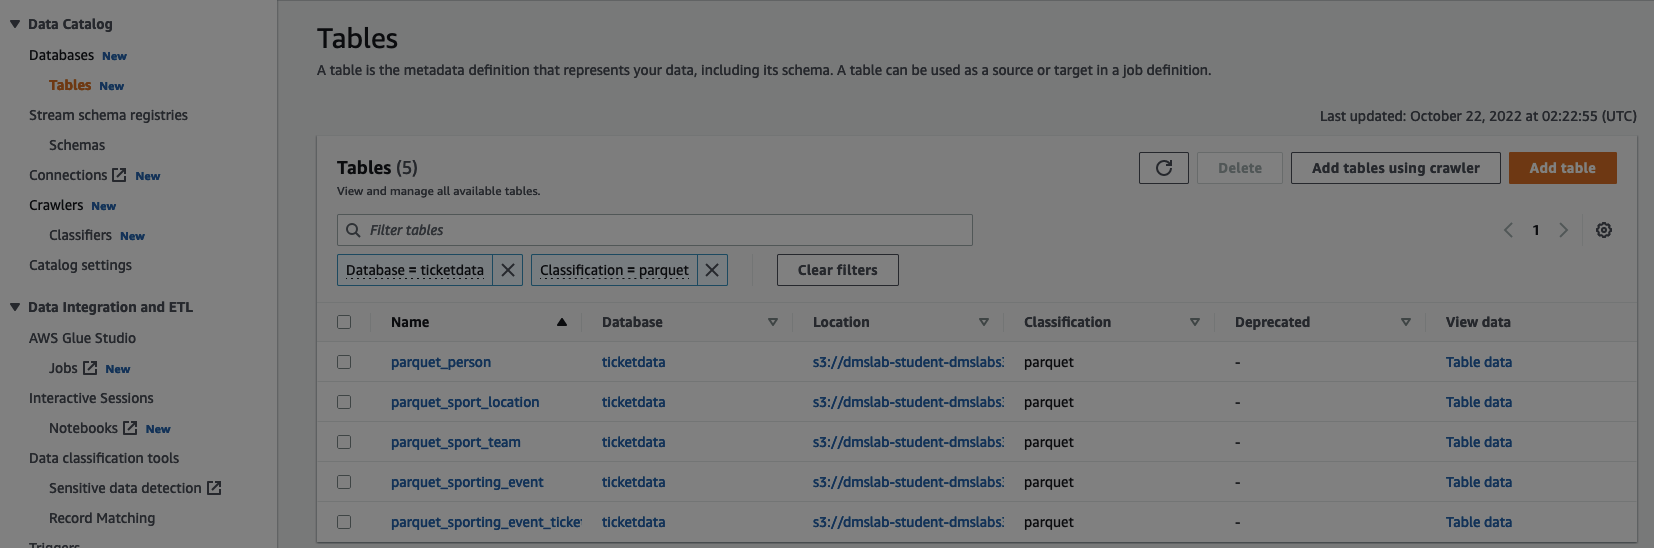 Data Catalog
Databases New
Tables New
Stream schema registries
Schemas
Connections New
Crawlers New
Classifiers New
Catalog settings
Data Integration and ETL
AWS Glue Studio
Jobs New
Interactive Sessions
Notebooks New
Data classification tools
Sensitive data detection
Record Matching
Triggers
Tables
A table is the metadata definition that represents your data, including its schema. A table can be used as a source or target in a job definition.
Last updated: October 22, 2022 at 02:22:55 (UTC)
Tables (5)
View and manage all available tables.
Delete
Add tables using crawler
Add table
Filter tables
1
Database = ticketdata
Classification = parquet
Clear filters
Name Database Location Classification Deprecated View data
parquet_person ticketdata s3://dmslab-student-dmslabs3 parquet - Table data
parquet_sport_location ticketdata s3://dmslab-student-dmslabs3 parquet - Table data
parquet_sport_team ticketdata s3://dmslab-student-dmslabs3 parquet - Table data
parquet_sporting_event ticketdata s3://dmslab-student-dmslabs3 parquet - Table data
parquet_sporting_event_ticket ticketdata s3://dmslab-student-dmslabs3 parquet - Table data